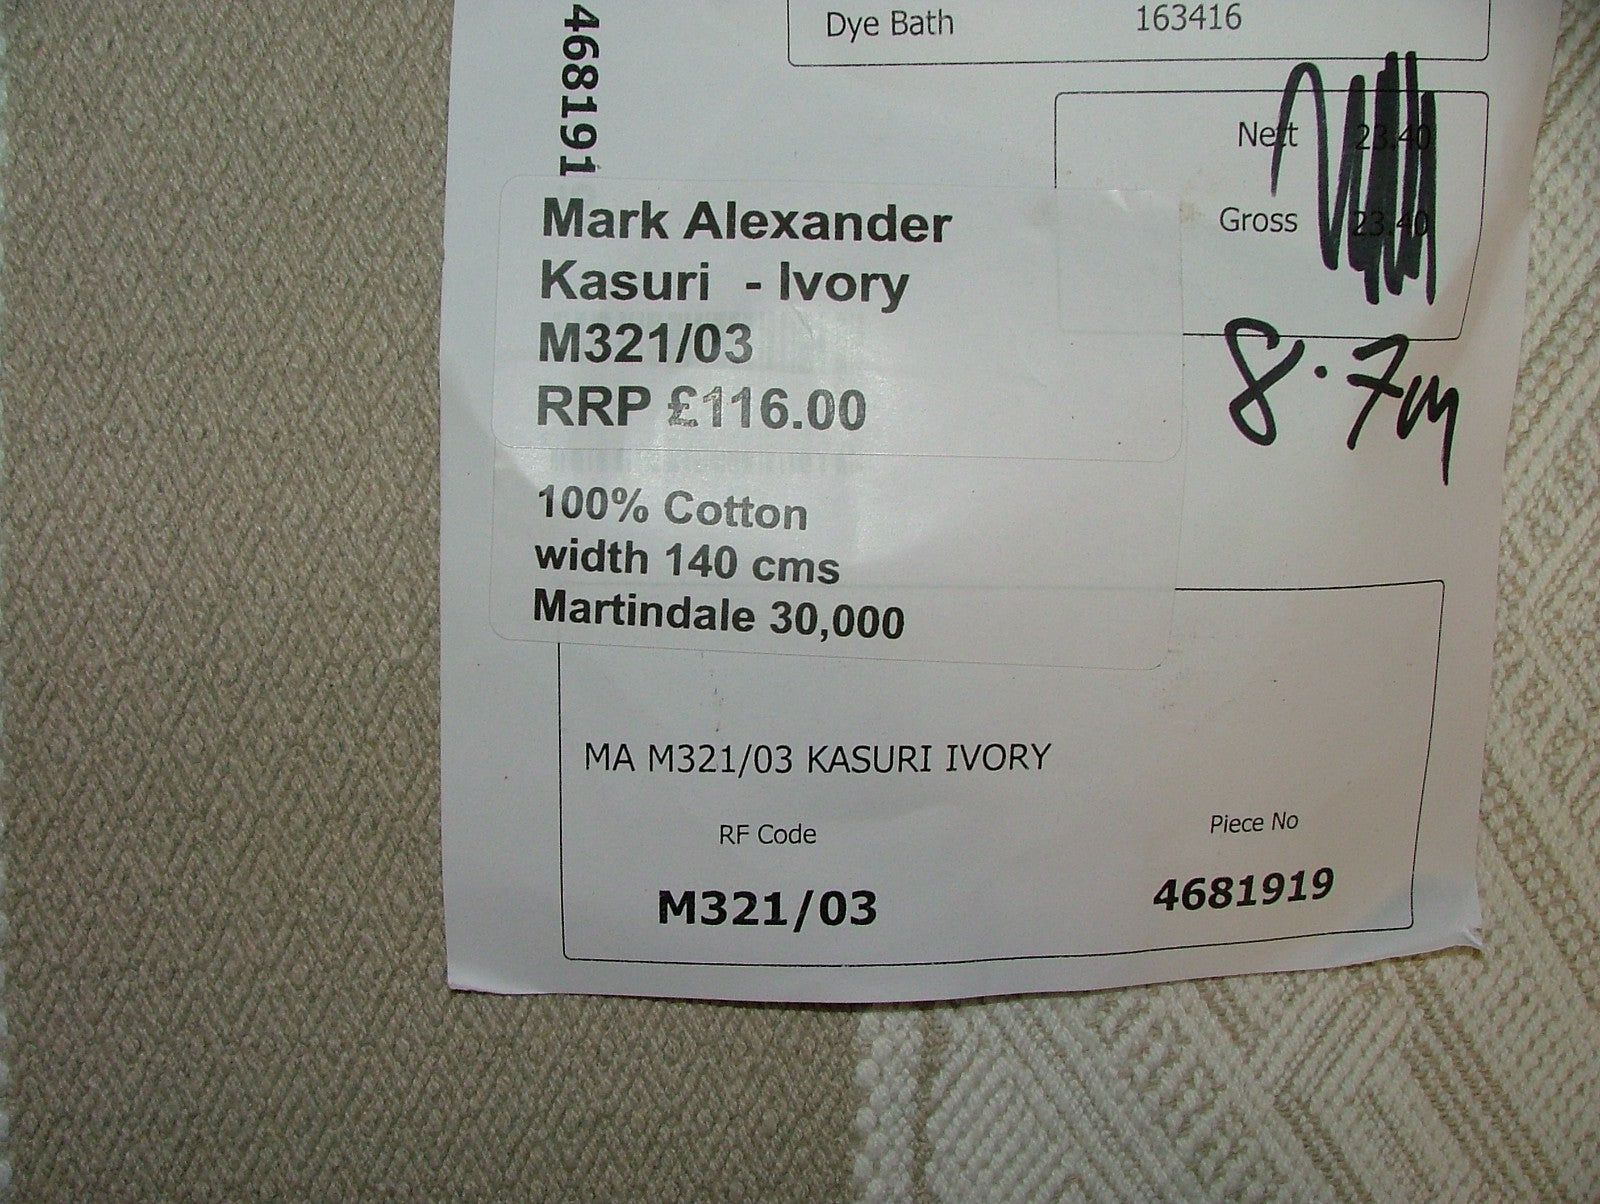 Dye Bath 163416
468191
Nett 23.40
Gross 23.40
8.7m
Mark Alexander
Kasuri - Ivory
M321/03
RRP £116.00
100% Cotton
width 140 cms
Martindale 30,000
MA M321/03 KASURI IVORY
RF Code
Piece No
M321/03
4681919